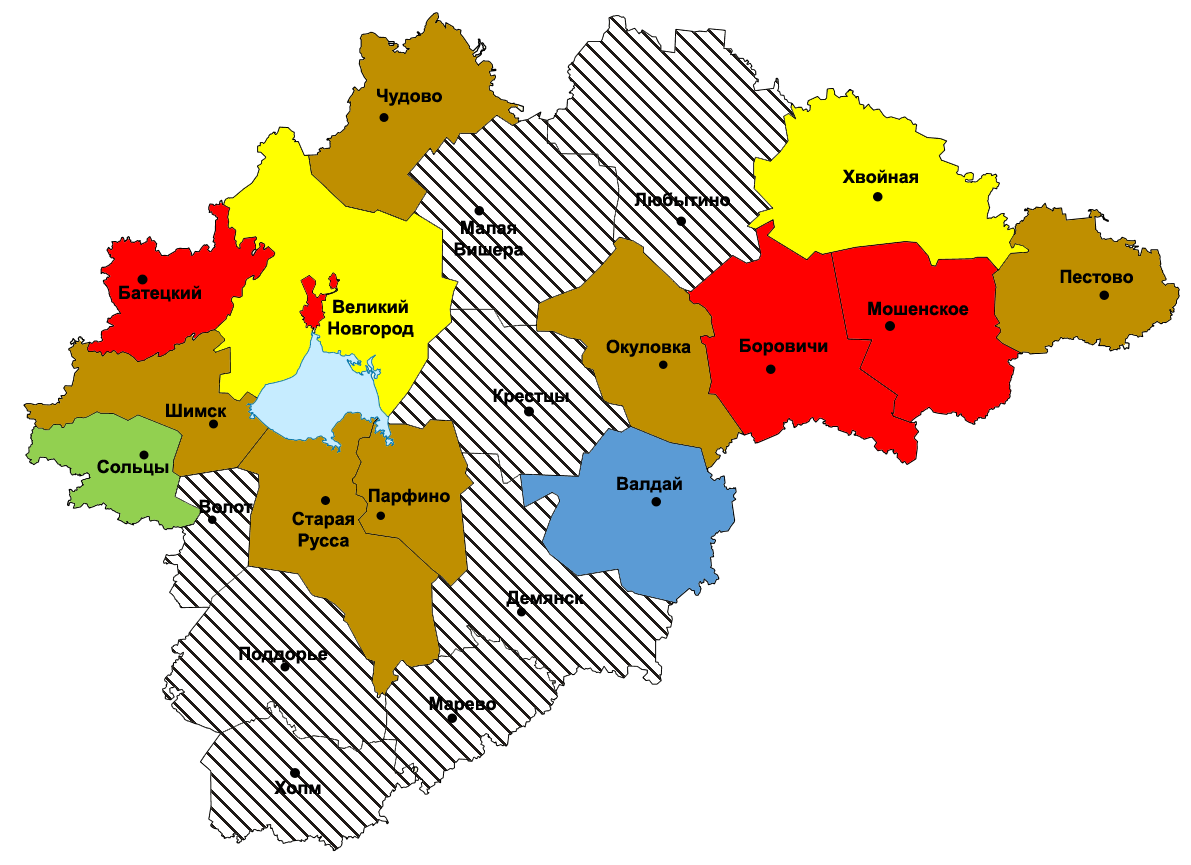 Чудово
Хвойная
Любытино
Малая
Вишера
Пестово
Батецкий
Великий
Новгород
Мошенское
Окуловка
Боровичи
Крестцы
Шимск
Сольцы
Валдай
Парфино
Волот
Старая
Русса
Демянск
Поддорье
Марево
Холм